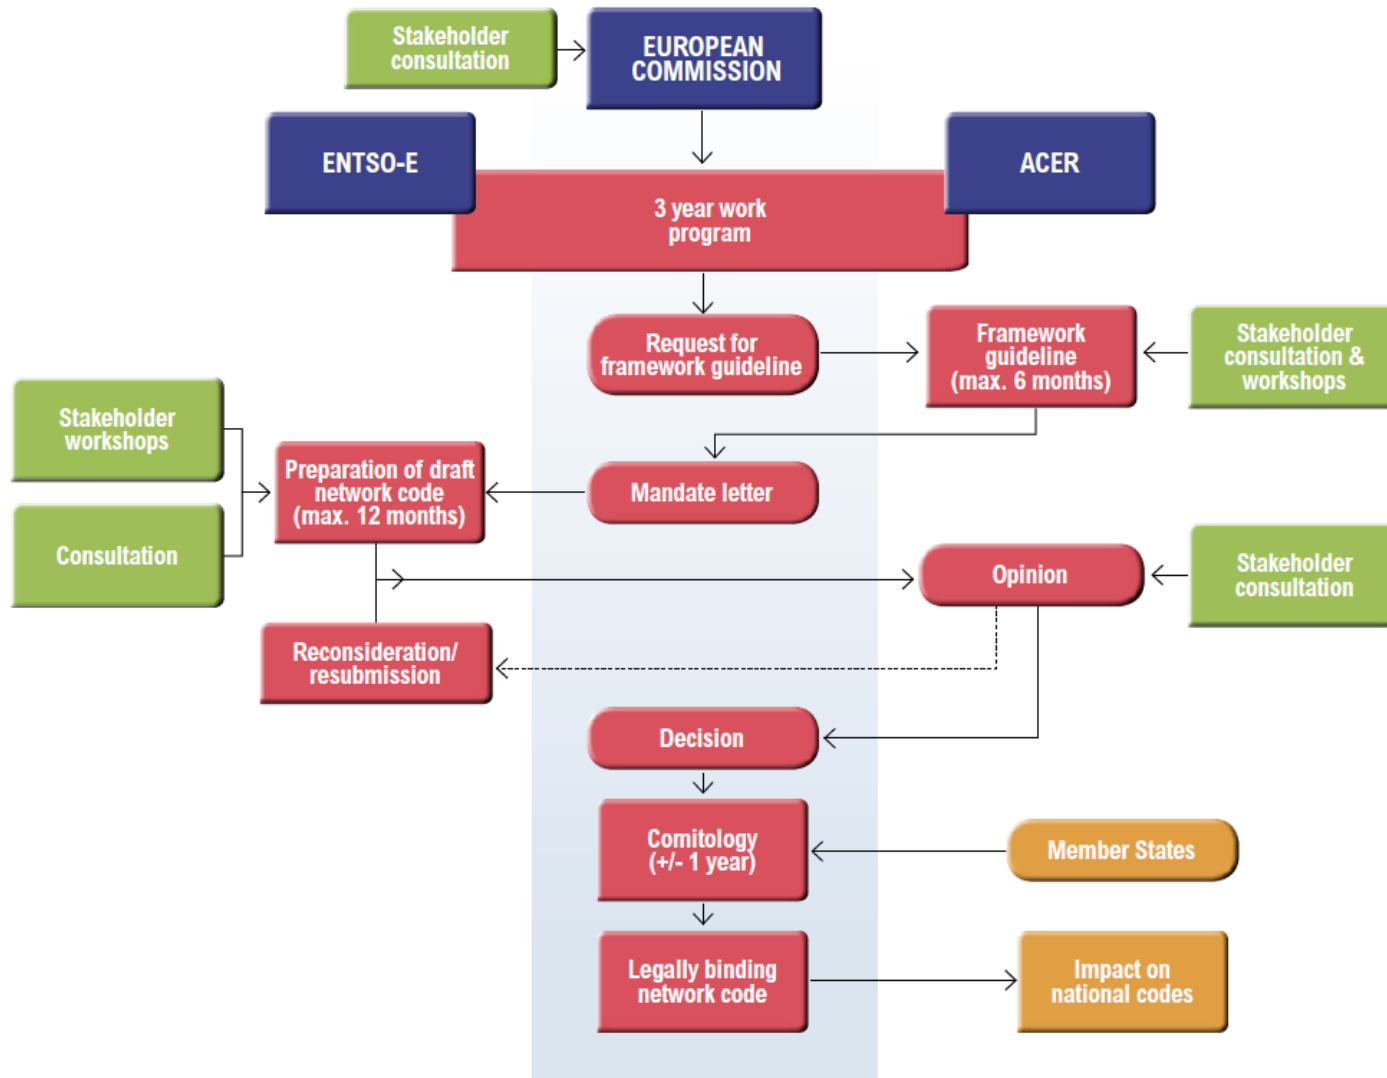 Stakeholder
consultation
EUROPEAN
COMMISSION
ENTSO-E
ACER
3 year work
program
Request for
framework guideline
Framework
guideline
(max. 6 months)
Stakeholder
consultation &
workshops
Stakeholder
workshops
Preparation of draft
network code
(max. 12 months)
Mandate letter
Consultation
Opinion
Stakeholder
consultation
Reconsideration/
resubmission
Decision
Comitology
(+/- 1 year)
Member States
Legally binding
network code
Impact on
national codes